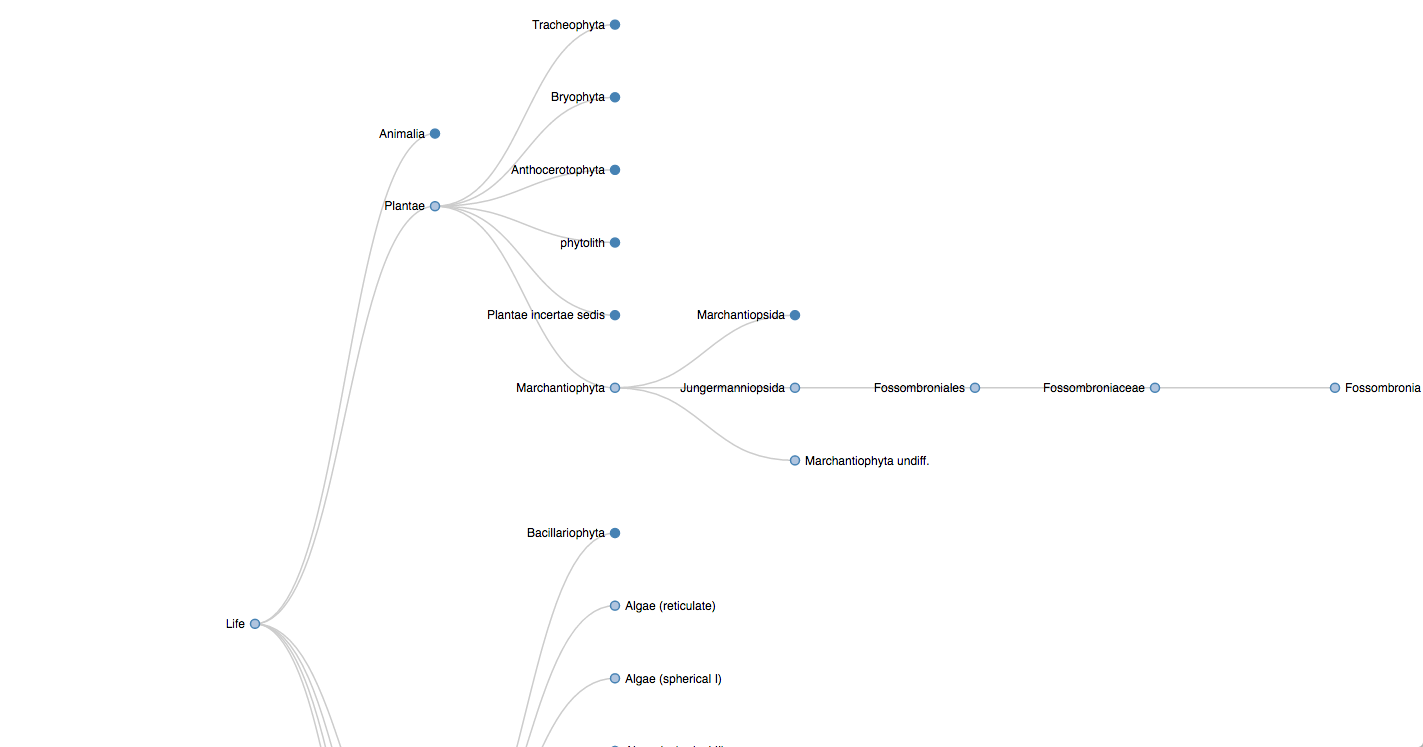 Tracheophyta
Bryophyta
Animalia
Anthocerotophyta
Plantae
phytolith
Plantae incertae sedis
Marchantiopsida
Marchantiophyta
Jungermanniopsida
Fossombroniales
Fossombroniaceae
Fossombronia
Marchantiophyta undiff.
Bacillariophyta
Algae (reticulate)
Life
Algae (spherical I)